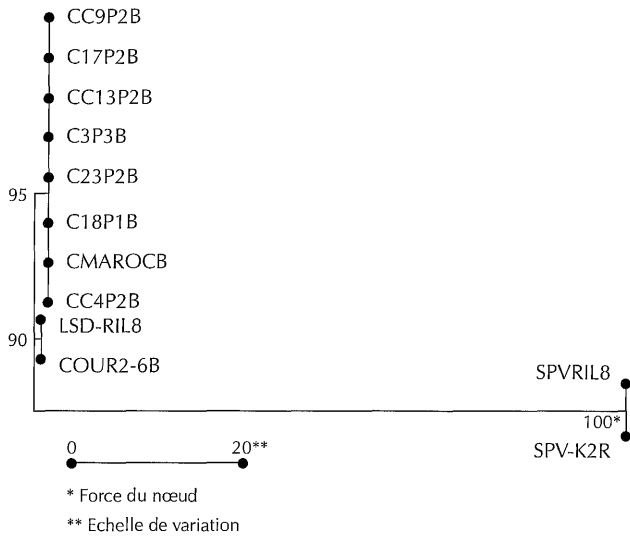 CC9P2B
C17P2B
CC13P2B
C3P3B
C23P2B
95
C18P1B
CMAROCB
CC4P2B
LSD-RIL8
90
COUR2-6B
SPVRIL8
100*
SPV-K2R
0 20**
* Force du nœud
** Echelle de variation